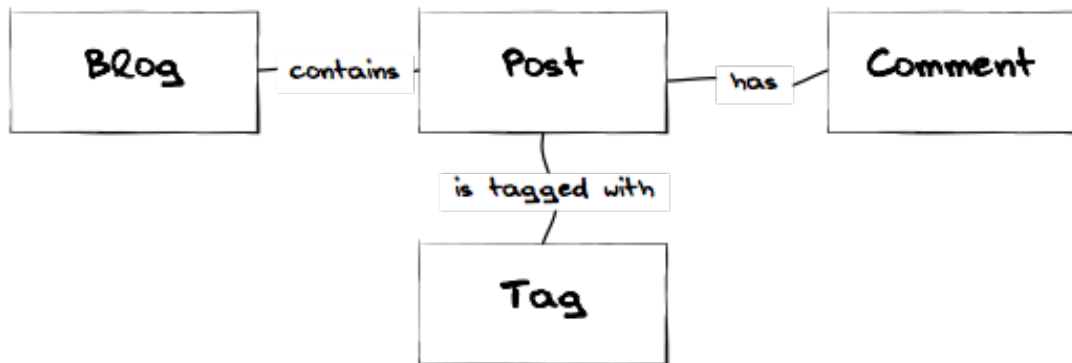 Blog
contains
Post
has
Comment
is tagged with
Tag